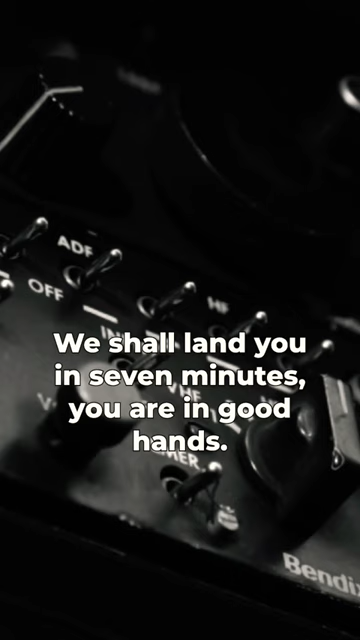 ADF
HF
OFF
We shall land you
in seven minutes,
you are in good
hands.
Bendix